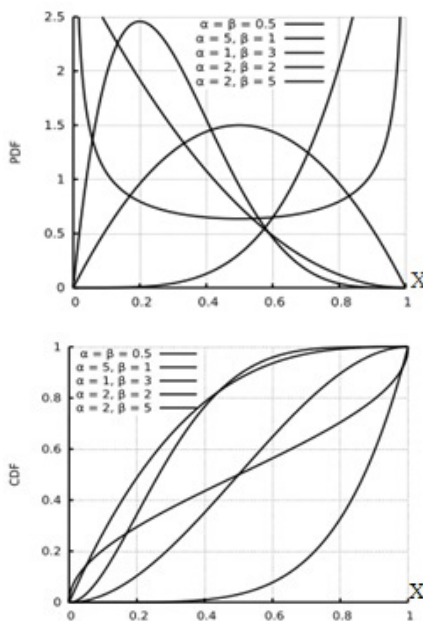 2.5
2
1.5
1
0.5
0
PDF
α = β = 0.5
α = 5, β = 1
α = 1, β = 3
α = 2, β = 2
α = 2, β = 5
0 0.2 0.4 0.6 0.8 1
X
1
0.8
0.6
0.4
0.2
0
CDF
α = β = 0.5
α = 5, β = 1
α = 1, β = 3
α = 2, β = 2
α = 2, β = 5
0 0.2 0.4 0.6 0.8 1
X